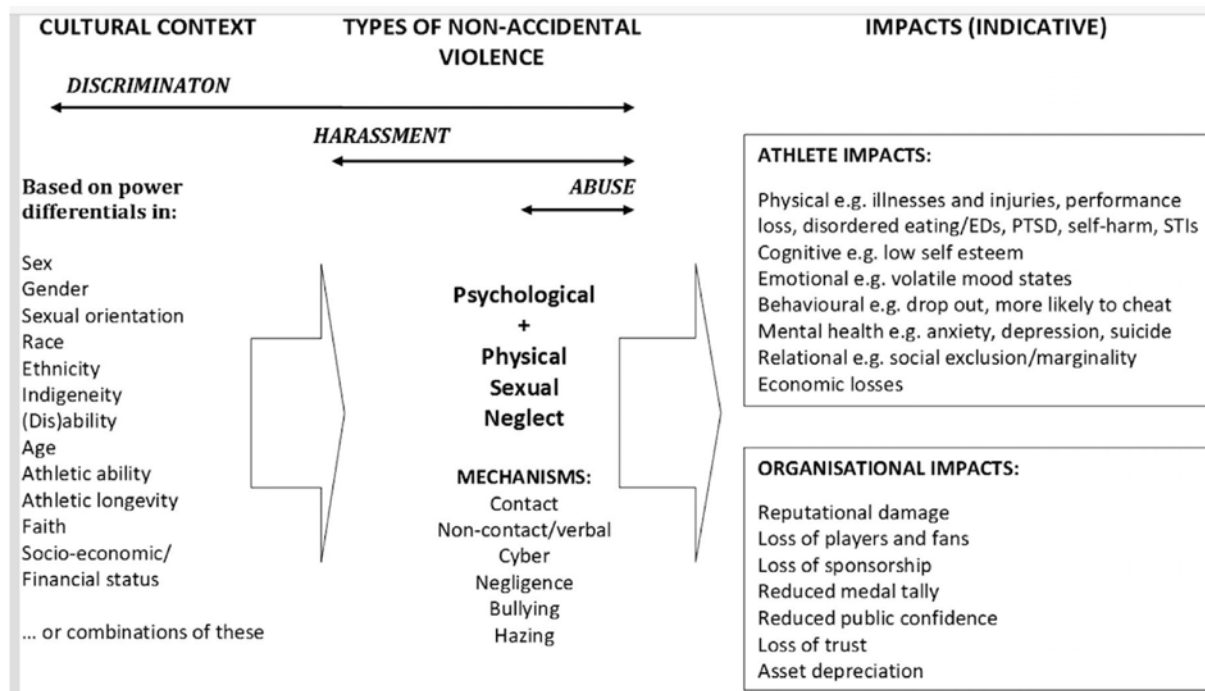 CULTURAL CONTEXT
TYPES OF NON-ACCIDENTAL
VIOLENCE
IMPACTS (INDICATIVE)
DISCRIMINATON
HARASSMENT
ABUSE
Based on power
differentials in:
Sex
Gender
Sexual orientation
Race
Ethnicity
Indigeneity
(Dis)ability
Age
Athletic ability
Athletic longevity
Faith
Socio-economic/
Financial status
... or combinations of these
Psychological
+
Physical
Sexual
Neglect
MECHANISMS:
Contact
Non-contact/verbal
Cyber
Negligence
Bullying
Hazing
ATHLETE IMPACTS:
Physical e.g. illnesses and injuries, performance
loss, disordered eating/EDs, PTSD, self-harm, STIs
Cognitive e.g. low self esteem
Emotional e.g. volatile mood states
Behavioural e.g. drop out, more likely to cheat
Mental health e.g. anxiety, depression, suicide
Relational e.g. social exclusion/marginality
Economic losses
ORGANISATIONAL IMPACTS:
Reputational damage
Loss of players and fans
Loss of sponsorship
Reduced medal tally
Reduced public confidence
Loss of trust
Asset depreciation